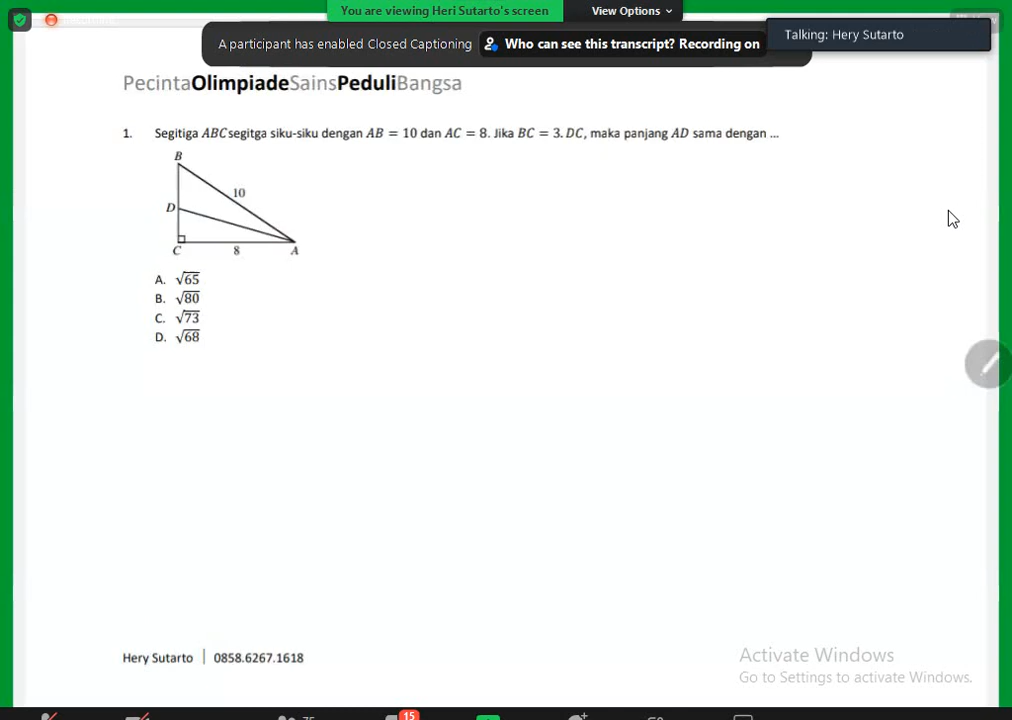 You are viewing Heri Sutarto's screen
View Options
A participant has enabled Closed Captioning
Who can see this transcript? Recording on
Talking: Hery Sutarto
PecintaOlimpiadeSainsPeduliBangsa
1. Segitiga ABC segitga siku-siku dengan AB = 10 dan AC = 8. Jika BC = 3. DC, maka panjang AD sama dengan ...
B
10
D
C
8
A
A. √65
B. √80
C. √73
D. √68
Hery Sutarto | 0858.6267.1618
Activate Windows
Go to Settings to activate Windows.
15